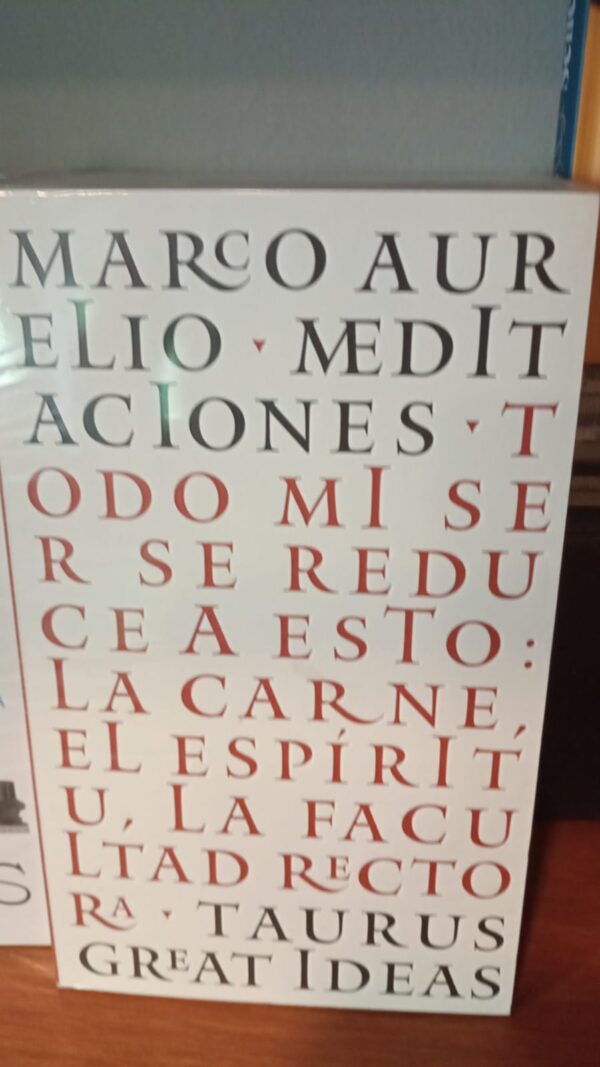 MARCO AUR
ELIO · MEDIT
ACIONES · T
ODO MI SE
R SE REDU
CE A ESTO:
LA CARNE,
EL ESPÍRIT
U, LA FACU
LTAD RECTO
RA · TAURUS
GREAT IDEAS
S